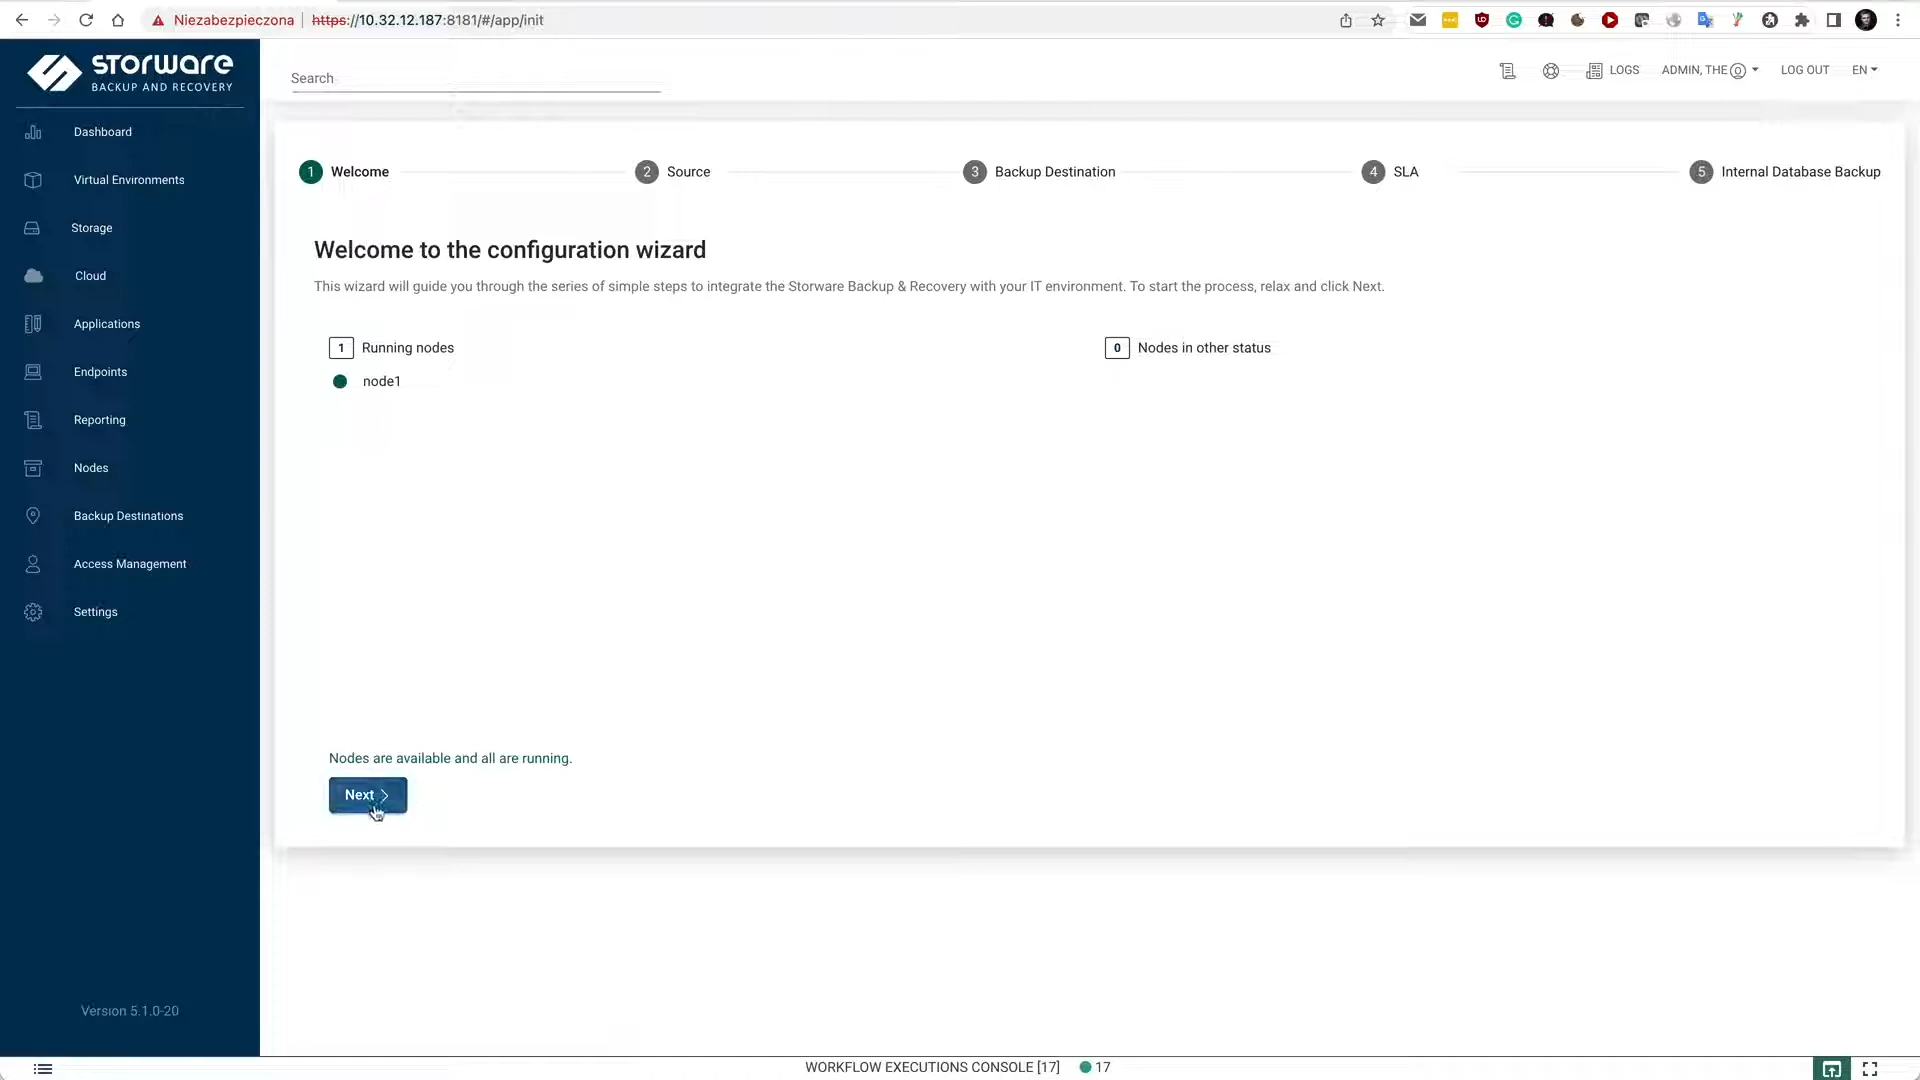 Niezabezpieczona | https://10.32.12.187:8181/#/app/init
storware
BACKUP AND RECOVERY
Search
LOGS
ADMIN, THE
LOG OUT
EN
Dashboard
Virtual Environments
Storage
Cloud
Applications
Endpoints
Reporting
Nodes
Backup Destinations
Access Management
Settings
Version 5.1.0-20
1 Welcome
2 Source
3 Backup Destination
4 SLA
5 Internal Database Backup
Welcome to the configuration wizard
This wizard will guide you through the series of simple steps to integrate the Storware Backup & Recovery with your IT environment. To start the process, relax and click Next.
1 Running nodes
0 Nodes in other status
node1
Nodes are available and all are running.
Next
WORKFLOW EXECUTIONS CONSOLE [17] 17